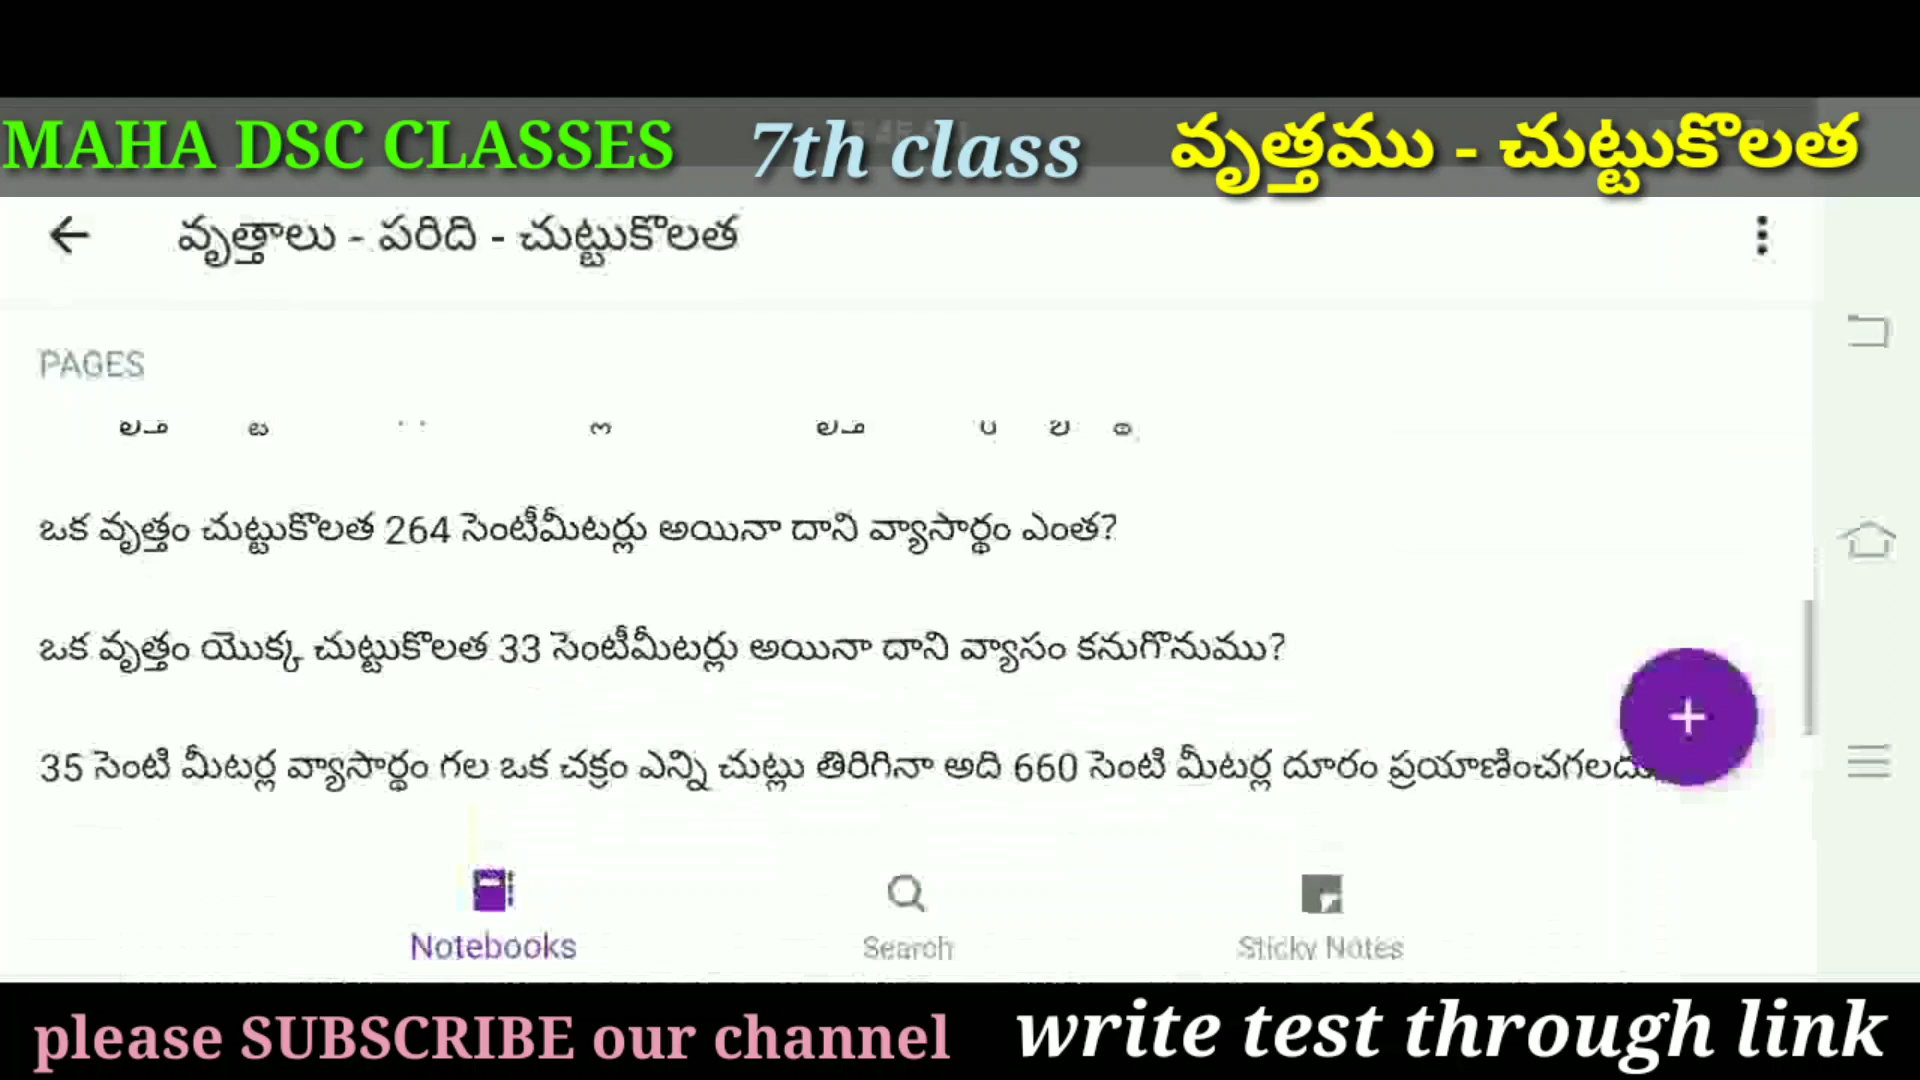 MAHA DSC CLASSES 7th class వృత్తము - చుట్టుకొలత
వృత్తాలు - పరిది - చుట్టుకొలత
PAGES
ఒక వృత్తం చుట్టుకొలత 264 సెంటీమీటర్లు అయినా దాని వ్యాసార్థం ఎంత?
ఒక వృత్తం యొక్క చుట్టుకొలత 33 సెంటీమీటర్లు అయినా దాని వ్యాసం కనుగొనుము?
35 సెంటి మీటర్ల వ్యాసార్థం గల ఒక చక్రం ఎన్ని చుట్లు తిరిగినా అది 660 సెంటి మీటర్ల దూరం ప్రయాణించగలదు
Notebooks Search Sticky Notes
please SUBSCRIBE our channel write test through link